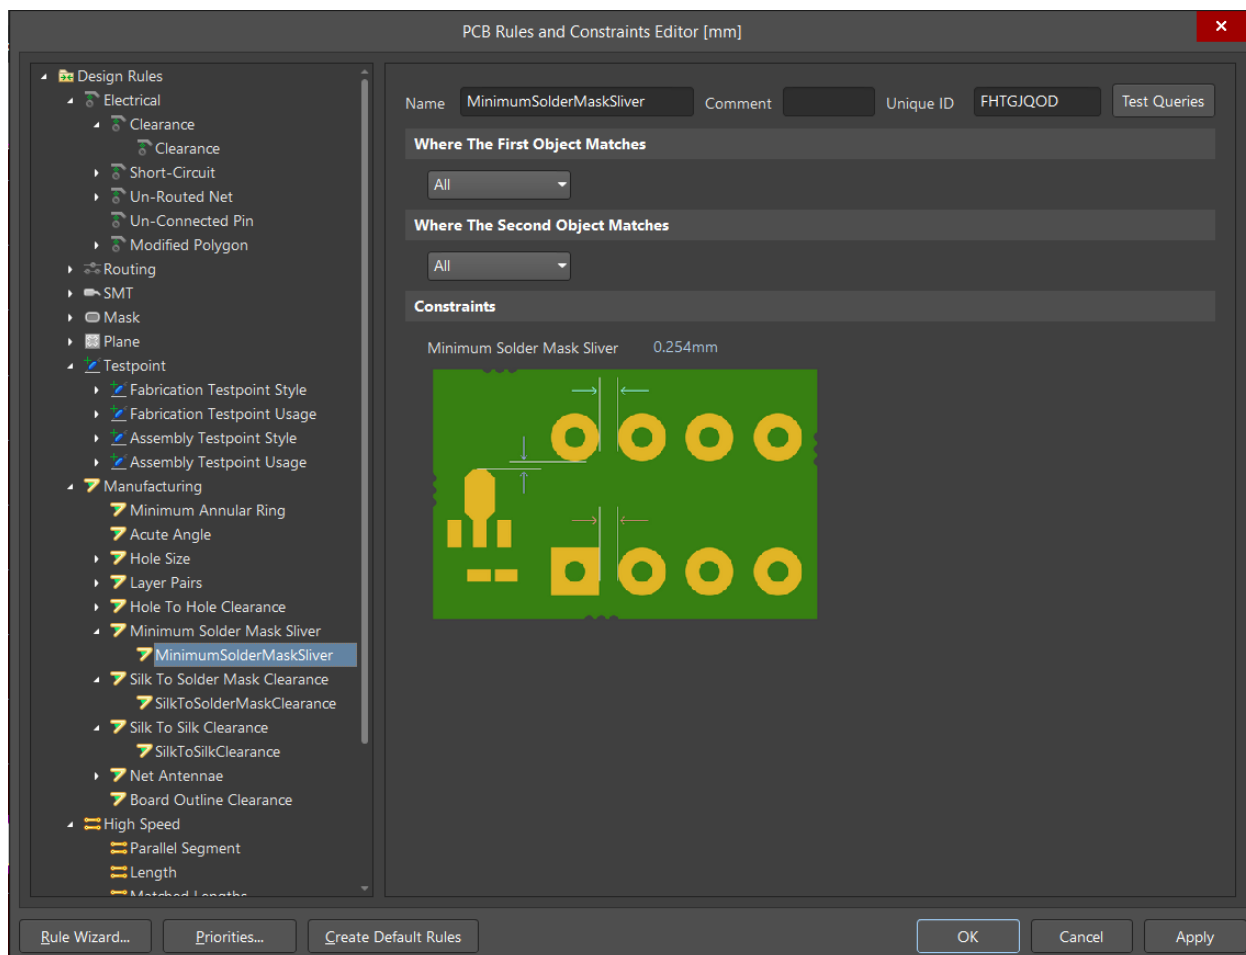 PCB Rules and Constraints Editor [mm]
Design Rules
Electrical
Clearance
Clearance
Short-Circuit
Un-Routed Net
Un-Connected Pin
Modified Polygon
Routing
SMT
Mask
Plane
Testpoint
Fabrication Testpoint Style
Fabrication Testpoint Usage
Assembly Testpoint Style
Assembly Testpoint Usage
Manufacturing
Minimum Annular Ring
Acute Angle
Hole Size
Layer Pairs
Hole To Hole Clearance
Minimum Solder Mask Sliver
MinimumSolderMaskSliver
Silk To Solder Mask Clearance
SilkToSolderMaskClearance
Silk To Silk Clearance
SilkToSilkClearance
Net Antennae
Board Outline Clearance
High Speed
Parallel Segment
Length
Matched Lengths
Name MinimumSolderMaskSliver Comment Unique ID FHTGJQOD Test Queries
Where The First Object Matches
All
Where The Second Object Matches
All
Constraints
Minimum Solder Mask Sliver 0.254mm
Rule Wizard... Priorities... Create Default Rules OK Cancel Apply